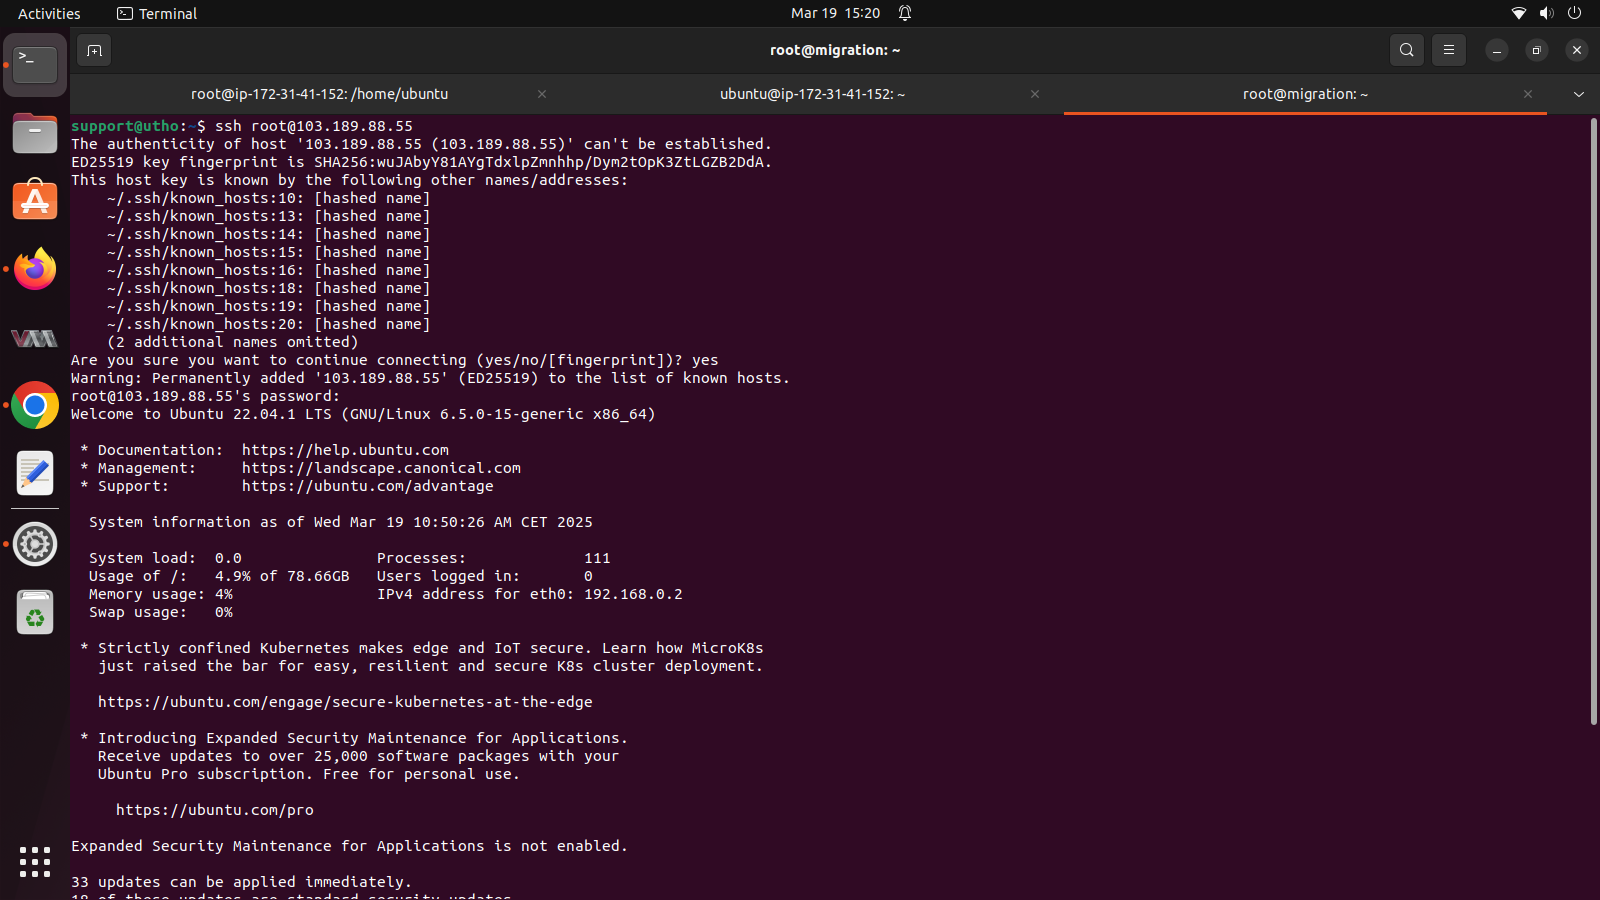 Activities
Terminal
Mar 19 15:20
root@migration: ~
root@ip-172-31-41-152: /home/ubuntu
ubuntu@ip-172-31-41-152: ~
root@migration: ~
support@utho:~$ ssh root@103.189.88.55
The authenticity of host '103.189.88.55 (103.189.88.55)' can't be established.
ED25519 key fingerprint is SHA256:wuJAbyY81AYgTdxlpZmnhhp/Dym2tOpK3ZtLGZB2DdA.
This host key is known by the following other names/addresses:
    ~/.ssh/known_hosts:10: [hashed name]
    ~/.ssh/known_hosts:13: [hashed name]
    ~/.ssh/known_hosts:14: [hashed name]
    ~/.ssh/known_hosts:15: [hashed name]
    ~/.ssh/known_hosts:16: [hashed name]
    ~/.ssh/known_hosts:18: [hashed name]
    ~/.ssh/known_hosts:19: [hashed name]
    ~/.ssh/known_hosts:20: [hashed name]
    (2 additional names omitted)
Are you sure you want to continue connecting (yes/no/[fingerprint])? yes
Warning: Permanently added '103.189.88.55' (ED25519) to the list of known hosts.
root@103.189.88.55's password:
Welcome to Ubuntu 22.04.1 LTS (GNU/Linux 6.5.0-15-generic x86_64)
 * Documentation:  https://help.ubuntu.com
 * Management:     https://landscape.canonical.com
 * Support:        https://ubuntu.com/advantage
  System information as of Wed Mar 19 10:50:26 AM CET 2025
  System load:  0.0               Processes:             111
  Usage of /:   4.9% of 78.66GB   Users logged in:       0
  Memory usage: 4%                IPv4 address for eth0: 192.168.0.2
  Swap usage:   0%
 * Strictly confined Kubernetes makes edge and IoT secure. Learn how MicroK8s
   just raised the bar for easy, resilient and secure K8s cluster deployment.
   https://ubuntu.com/engage/secure-kubernetes-at-the-edge
 * Introducing Expanded Security Maintenance for Applications.
   Receive updates to over 25,000 software packages with your
   Ubuntu Pro subscription. Free for personal use.
     https://ubuntu.com/pro
Expanded Security Maintenance for Applications is not enabled.
33 updates can be applied immediately.
18 of these updates are standard security updates.